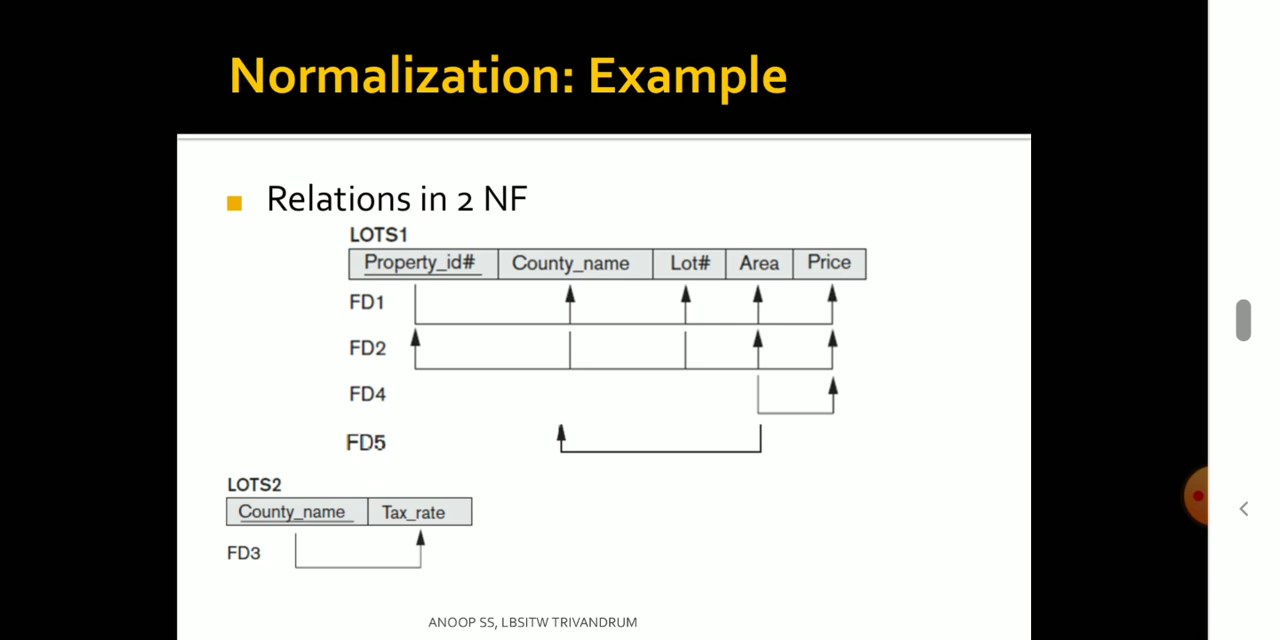 Normalization: Example
Relations in 2 NF
LOTS1
Property_id# County_name Lot# Area Price
FD1
FD2
FD4
FD5
LOTS2
County_name Tax_rate
FD3
ANOOP SS, LBSITW TRIVANDRUM